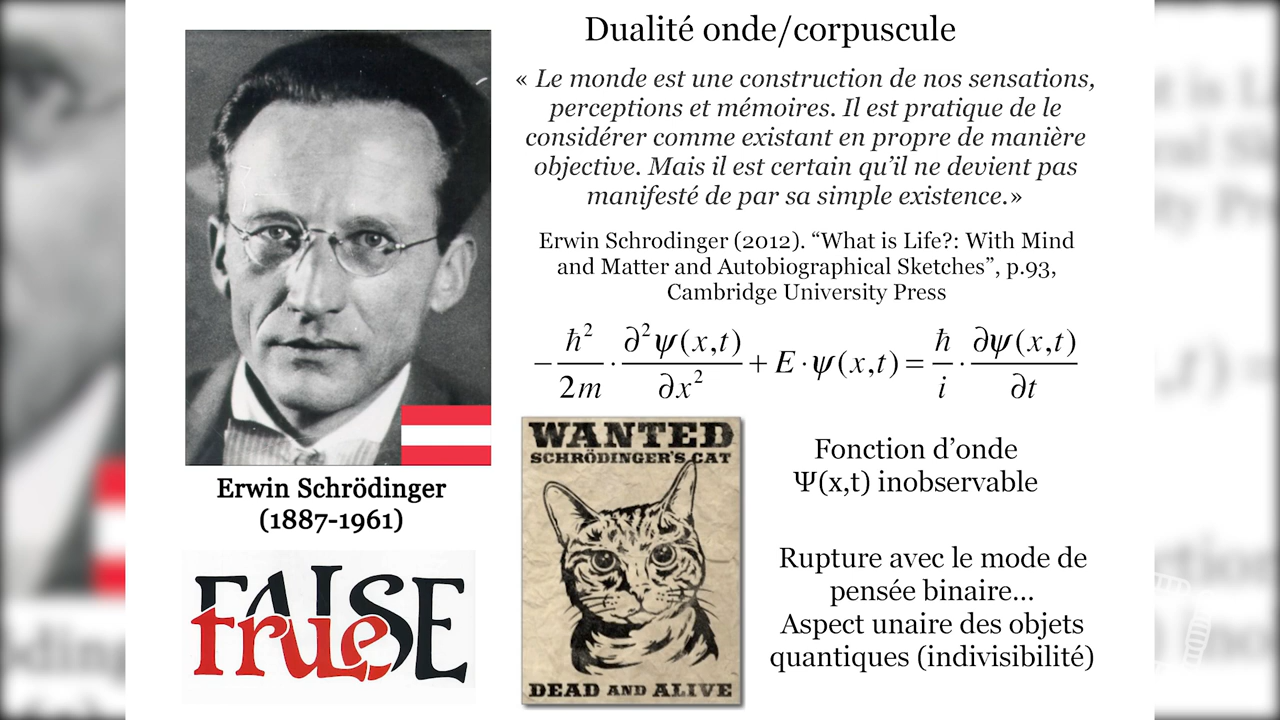 Dualité onde/corpuscule
« Le monde est une construction de nos sensations,
perceptions et mémoires. Il est pratique de le
considérer comme existant en propre de manière
objective. Mais il est certain qu’il ne devient pas
manifesté de par sa simple existence.»
Erwin Schrodinger (2012). “What is Life?: With Mind
and Matter and Autobiographical Sketches”, p.93,
Cambridge University Press
−ħ²/2m · ∂²ψ(x,t)/∂x² + E · ψ(x,t) = ħ/i · ∂ψ(x,t)/∂t
Erwin Schrödinger
(1887-1961)
FALSE
True
WANTED
SCHRÖDINGER'S CAT
DEAD AND ALIVE
Fonction d’onde
Ψ(x,t) inobservable
Rupture avec le mode de
pensée binaire...
Aspect unaire des objets
quantiques (indivisibilité)